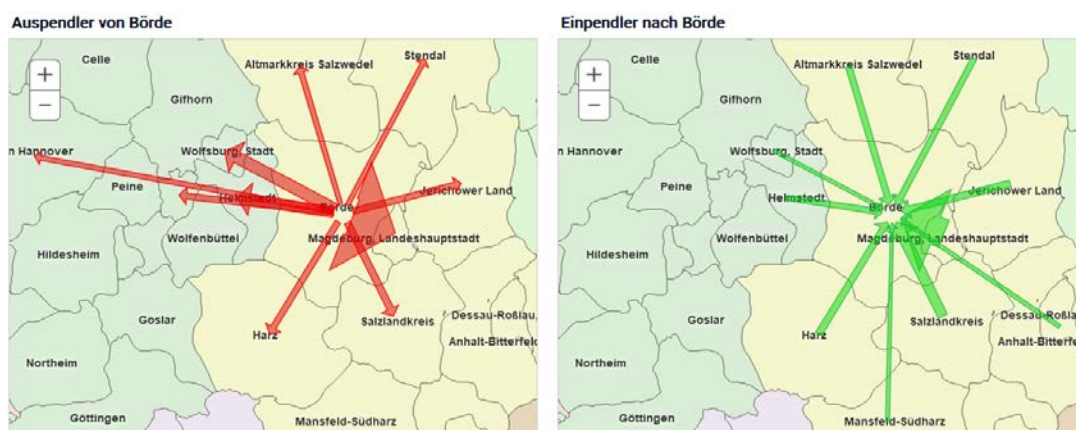 Auspendler von Börde
Einpendler nach Börde
+
−
Celle
Altmarkkreis Salzwedel
Stendal
Gifhorn
n Hannover
Wolfsburg, Stadt
Peine
Helmstedt
Jerichower Land
Börde
Wolfenbüttel
Magdeburg, Landeshauptstadt
Hildesheim
Goslar
Harz
Salzlandkreis
Dessau-Roßlau,
Anhalt-Bitterfel
Northeim
Göttingen
Mansfeld-Südharz
+
−
Celle
Altmarkkreis Salzwedel
Stendal
Gifhorn
n Hannover
Wolfsburg, Stadt
Peine
Helmstedt
Jerichower Land
Börde
Wolfenbüttel
Magdeburg, Landeshauptstadt
Hildesheim
Goslar
Harz
Salzlandkreis
Dessau-Roßlau,
Anhalt-Bitterfel
Northeim
Göttingen
Mansfeld-Südharz